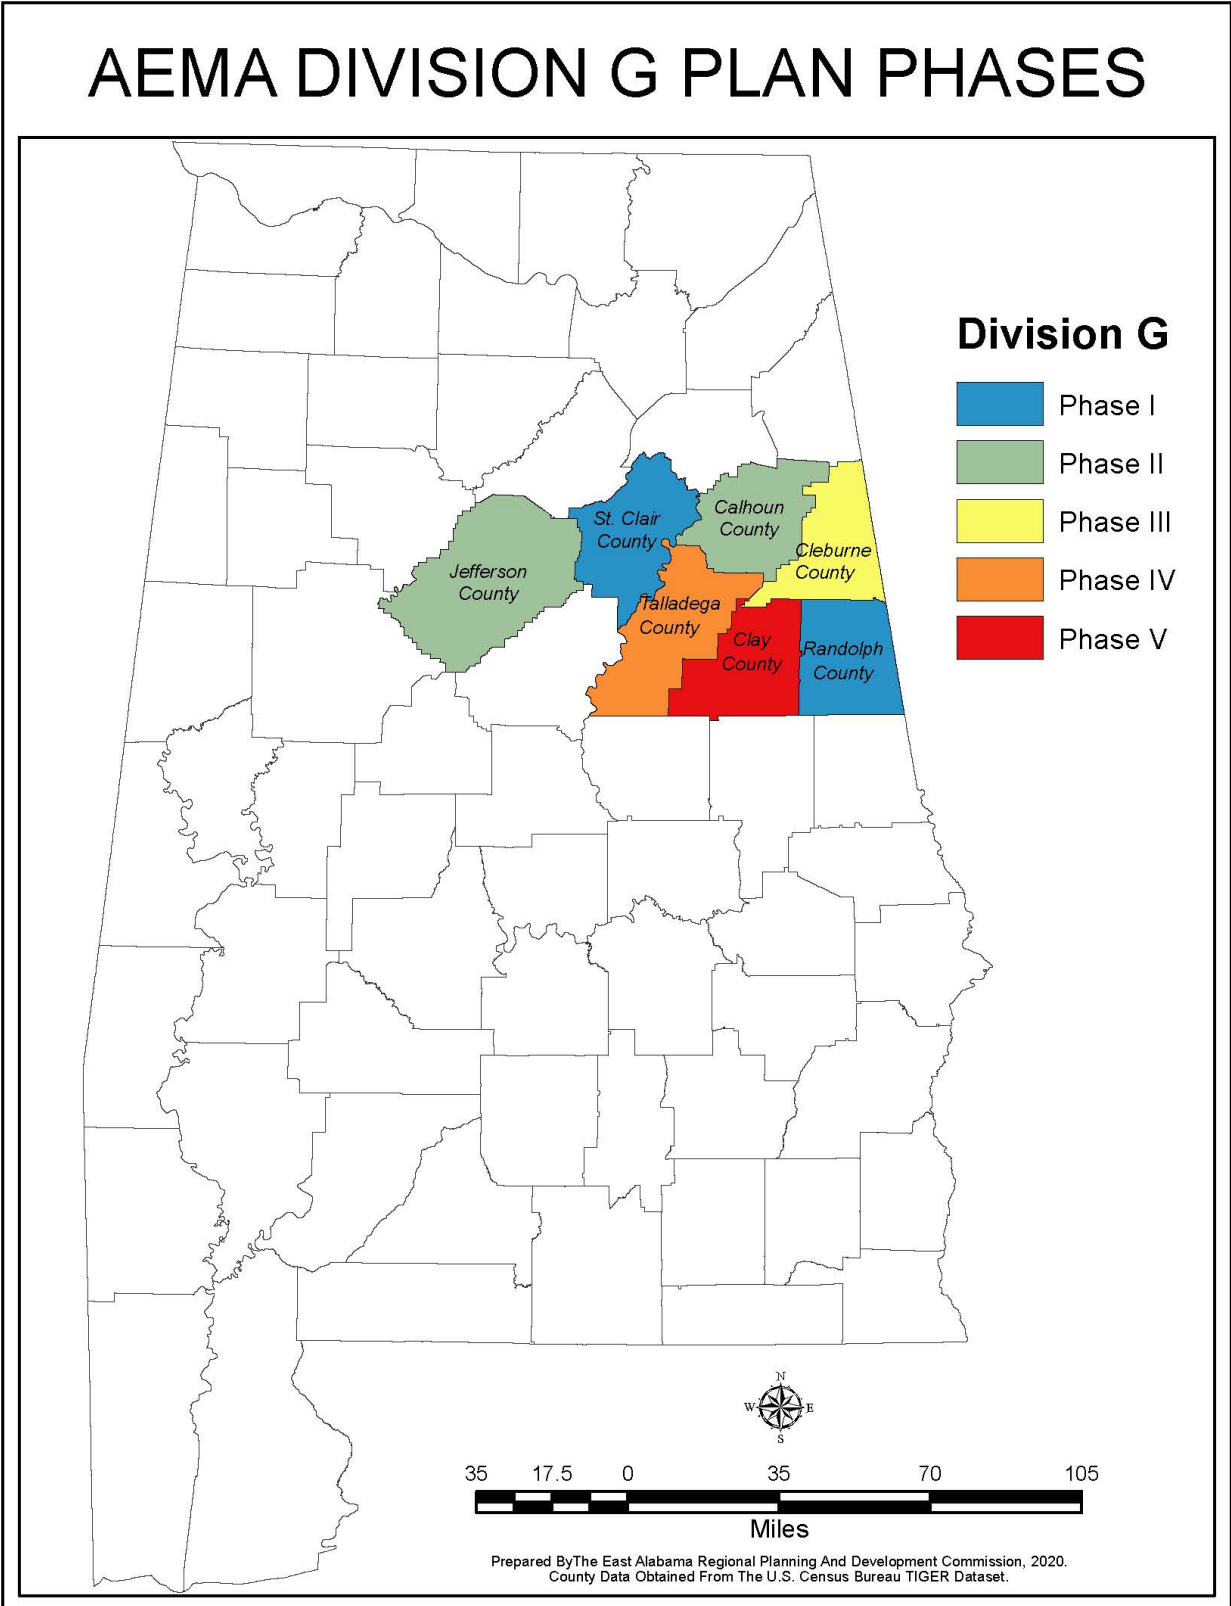 AEMA DIVISION G PLAN PHASES
Division G
Phase I
Phase II
Phase III
Phase IV
Phase V
St. Clair
County
Calhoun
County
Cleburne
County
Jefferson
County
Talladega
County
Clay
County
Randolph
County
N
W E
S
35 17.5 0 35 70 105
Miles
Prepared ByThe East Alabama Regional Planning And Development Commission, 2020.
County Data Obtained From The U.S. Census Bureau TIGER Dataset.